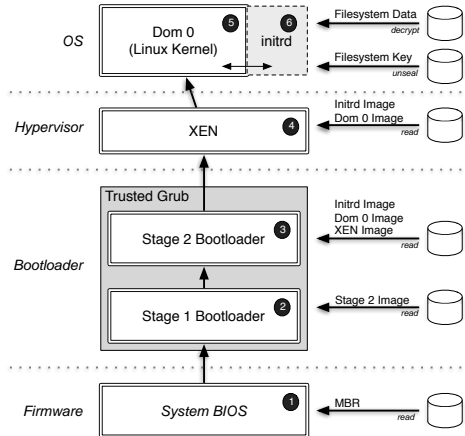 OS
Dom 0
(Linux Kernel)
5
initrd
6
Filesystem Data
decrypt
Filesystem Key
unseal
Hypervisor
XEN
4
Initrd Image
Dom 0 Image
read
Bootloader
Trusted Grub
Stage 2 Bootloader
3
Initrd Image
Dom 0 Image
XEN Image
read
Stage 1 Bootloader
2
Stage 2 Image
read
Firmware
System BIOS
1
MBR
read